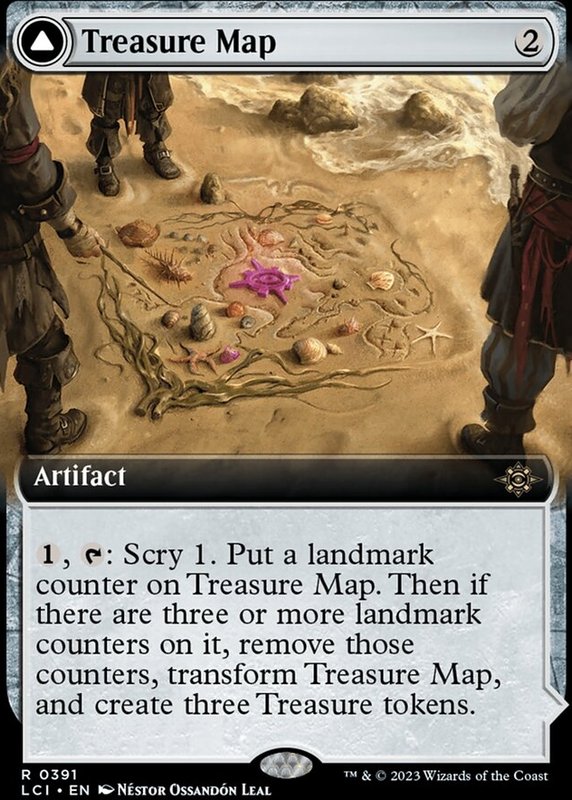 Treasure Map 2
Artifact
1, : Scry 1. Put a landmark
counter on Treasure Map. Then if
there are three or more landmark
counters on it, remove those
counters, transform Treasure Map,
and create three Treasure tokens.
R 0391
LCI • EN Néstor Ossandón Leal
™ & © 2023 Wizards of the Coast